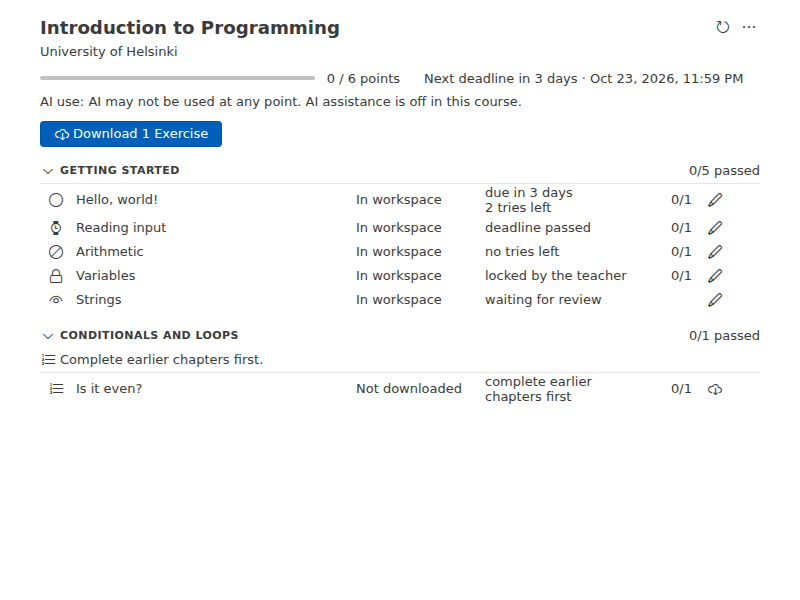 Introduction to Programming
University of Helsinki
0 / 6 points Next deadline in 3 days · Oct 23, 2026, 11:59 PM
AI use: AI may not be used at any point. AI assistance is off in this course.
Download 1 Exercise
GETTING STARTED 0/5 passed
Hello, world! In workspace due in 3 days 0/1
2 tries left
Reading input In workspace deadline passed 0/1
Arithmetic In workspace no tries left 0/1
Variables In workspace locked by the teacher 0/1
Strings In workspace waiting for review
CONDITIONALS AND LOOPS 0/1 passed
Complete earlier chapters first.
Is it even? Not downloaded complete earlier 0/1
chapters first